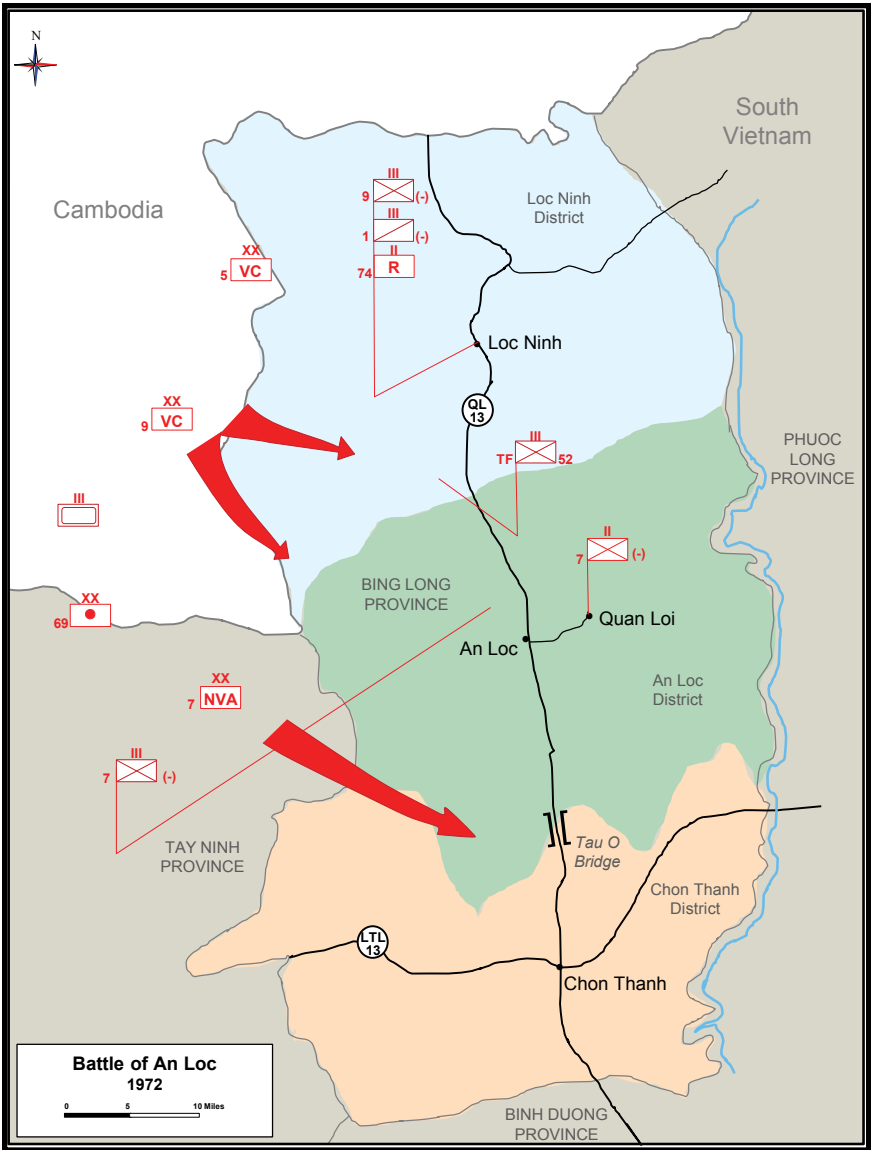 N
South
Vietnam
Cambodia
III
9 (-)
III
1 (-)
II
74 R
Loc Ninh
District
XX
5 VC
Loc Ninh
XX
9 VC
QL
13
III
TF 52
PHUOC
LONG
PROVINCE
III
II
7 (-)
BING LONG
PROVINCE
XX
69
Quan Loi
An Loc
An Loc
District
XX
7 NVA
III
7 (-)
TAY NINH
PROVINCE
Tau O
Bridge
Chon Thanh
District
LTL
13
Chon Thanh
Battle of An Loc
1972
0 5 10 Miles
BINH DUONG
PROVINCE